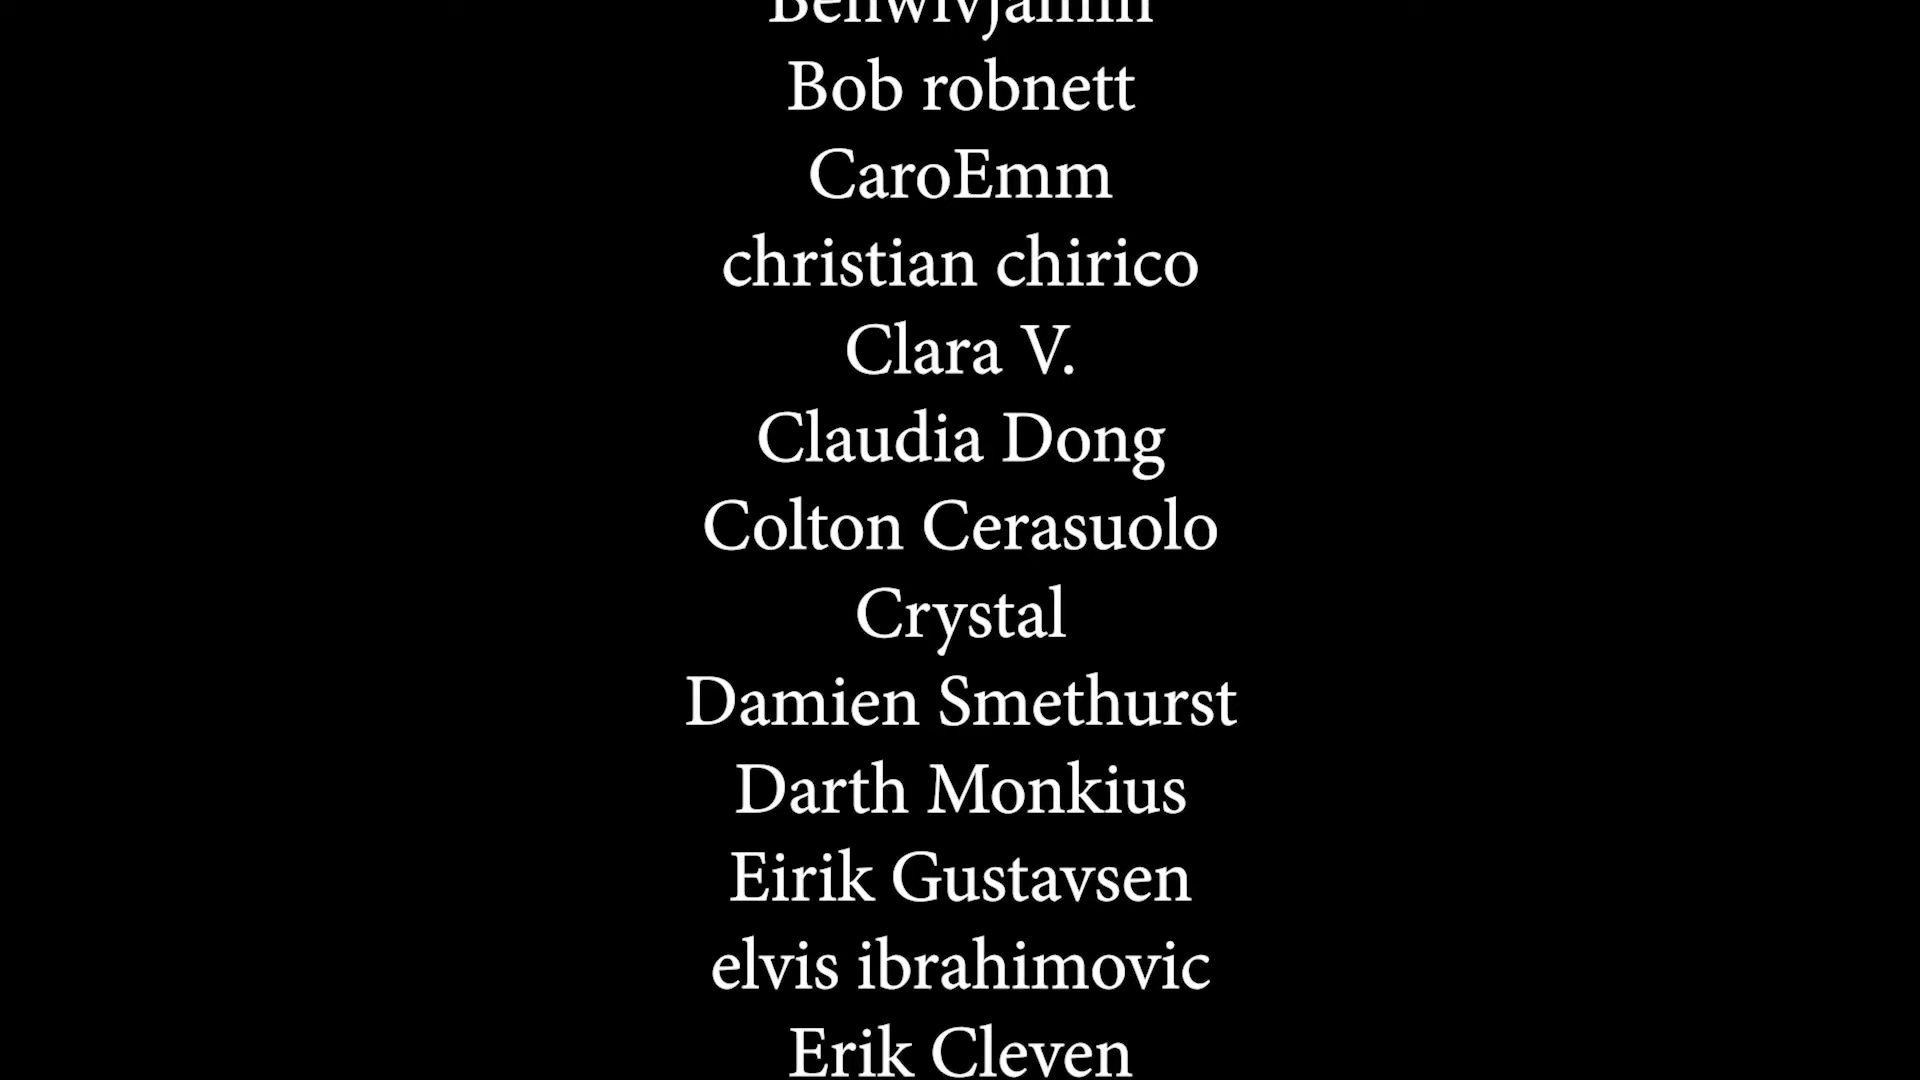 Bob robnett
CaroEmm
christian chirico
Clara V.
Claudia Dong
Colton Cerasuolo
Crystal
Damien Smethurst
Darth Monkius
Eirik Gustavsen
elvis ibrahimovic
Erik Cleven